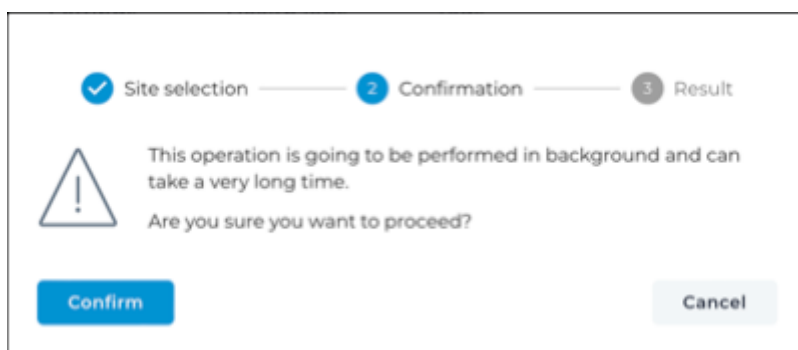 Site selection 2 Confirmation 3 Result
This operation is going to be performed in background and can
take a very long time.
Are you sure you want to proceed?
Confirm Cancel